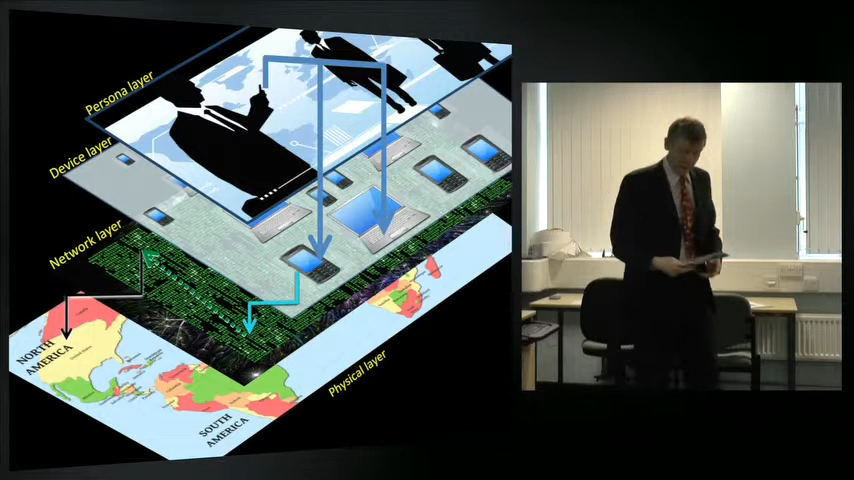 Persona layer
Device layer
Network layer
Physical layer
NORTH
AMERICA
SOUTH
AMERICA